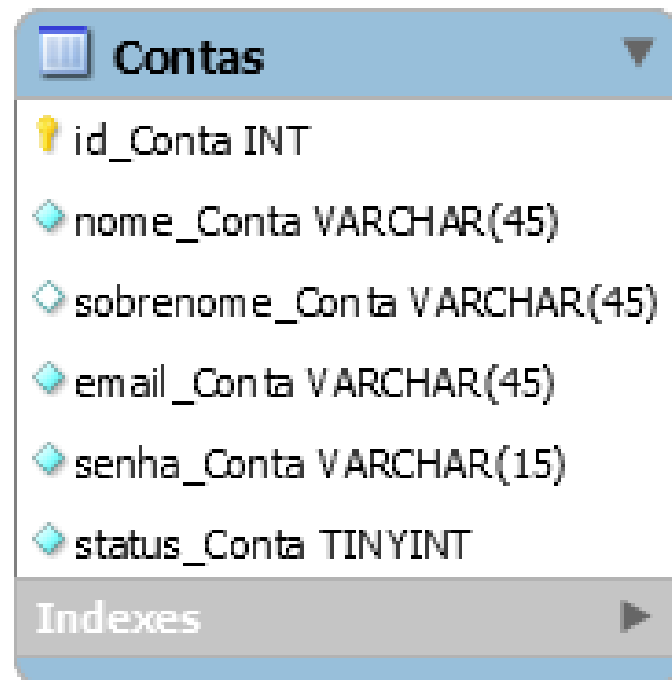 Contas
id_Conta INT
nome_Conta VARCHAR(45)
sobrenome_Conta VARCHAR(45)
email_Conta VARCHAR(45)
senha_Conta VARCHAR(15)
status_Conta TINYINT
Indexes